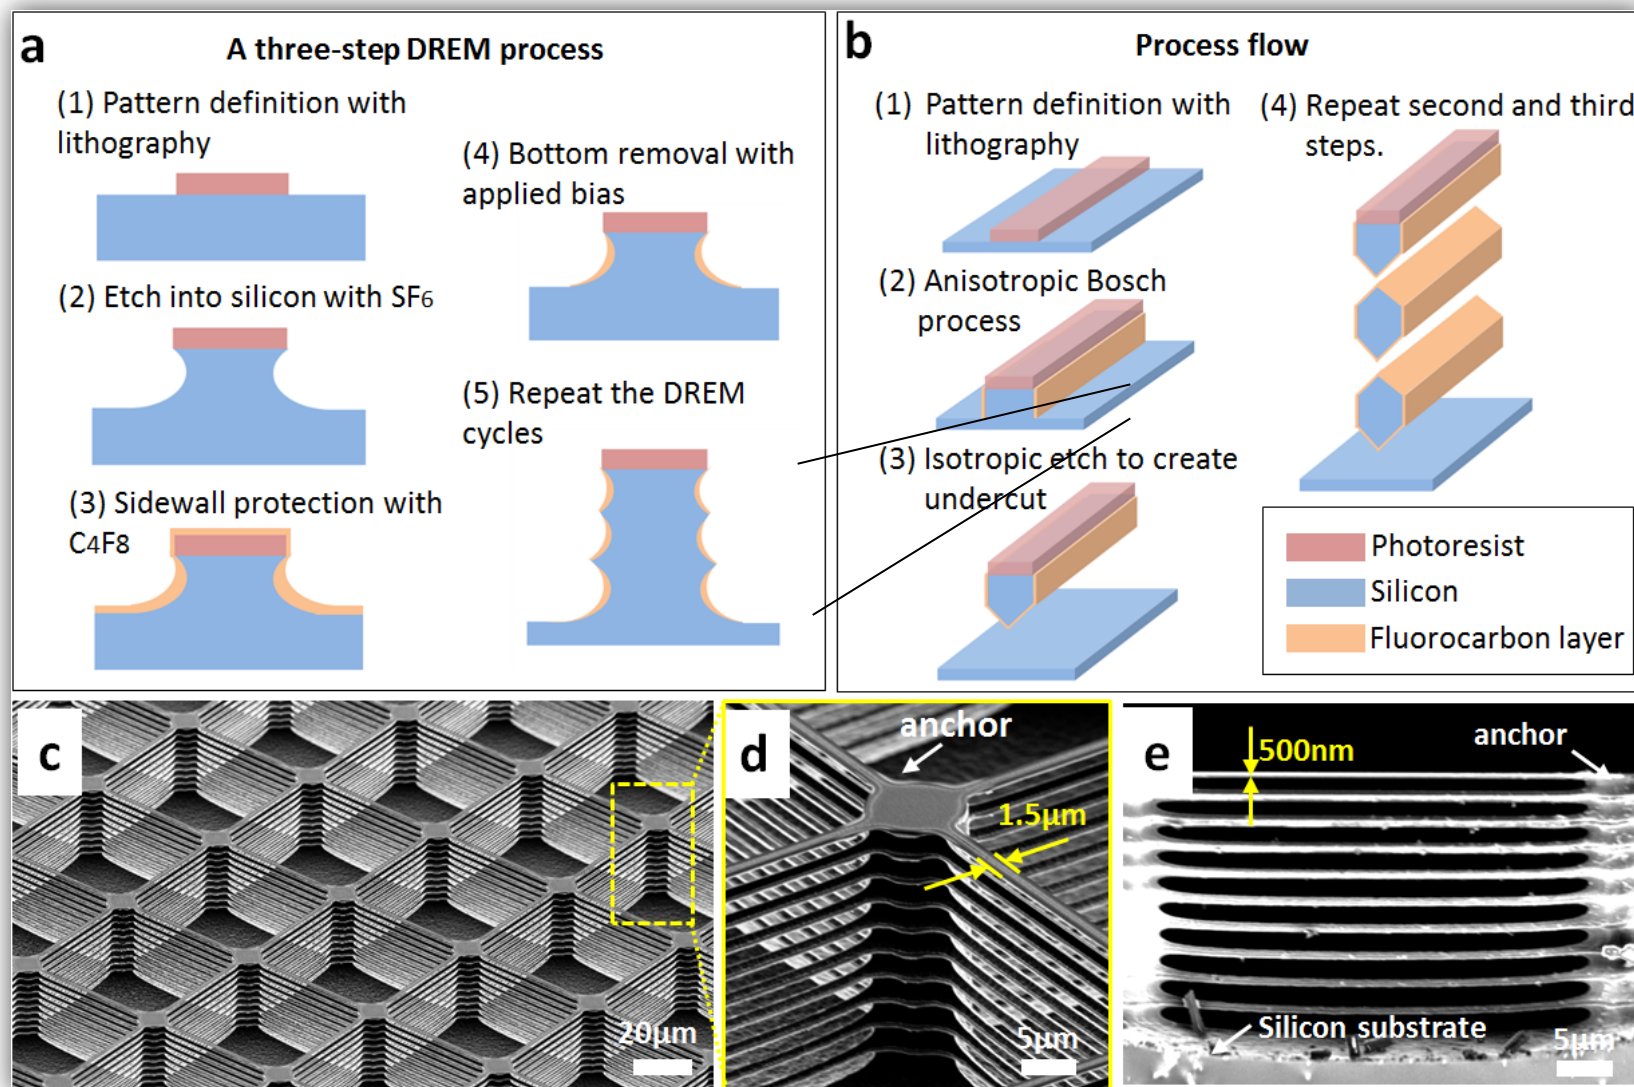 a
A three-step DREM process
(1) Pattern definition with
lithography
(2) Etch into silicon with SF6
(3) Sidewall protection with
C4F8
(4) Bottom removal with
applied bias
(5) Repeat the DREM
cycles
b
Process flow
(1) Pattern definition with
lithography
(2) Anisotropic Bosch
process
(3) Isotropic etch to create
undercut
(4) Repeat second and third
steps.
Photoresist
Silicon
Fluorocarbon layer
c
20µm
d
anchor
1.5µm
5µm
e
500nm
anchor
Silicon substrate
5µm